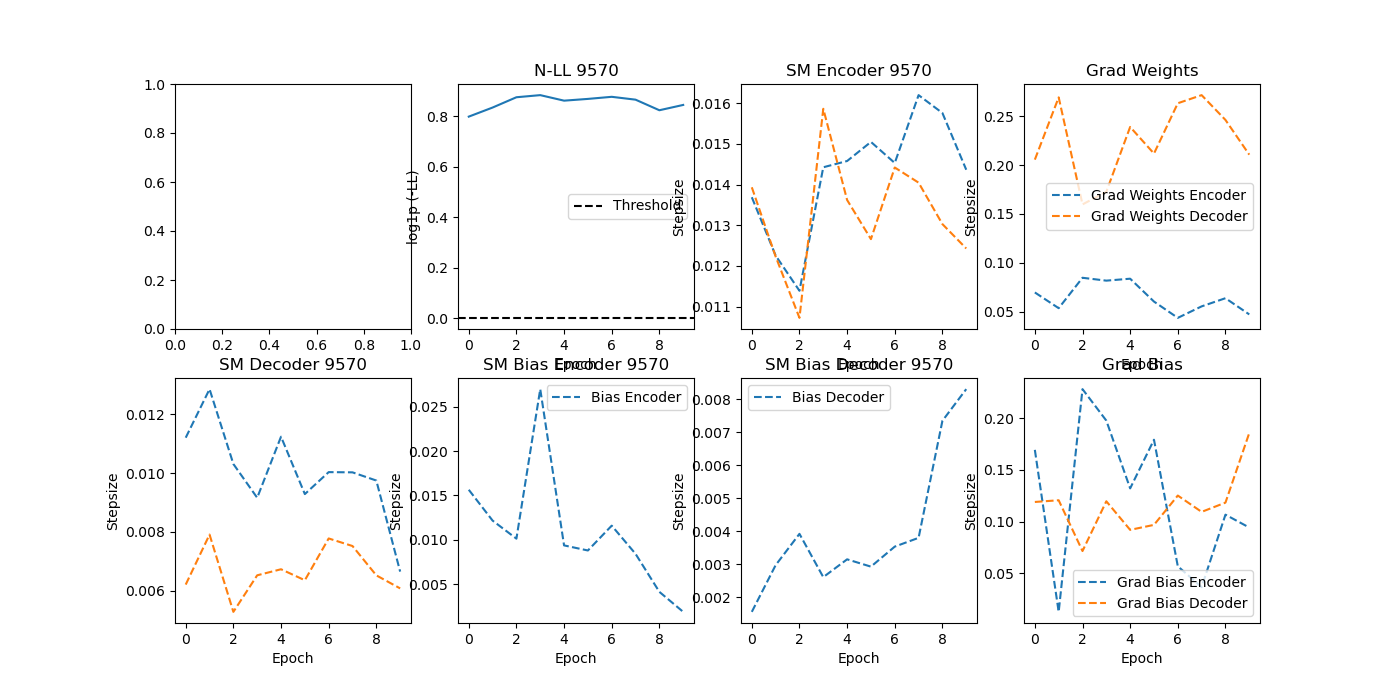 N-LL 9570
SM Encoder 9570
Grad Weights
1.0
0.8
0.6
0.4
0.2
0.0
0.0 0.2 0.4 0.6 0.8 1.0
log1p (-LL)
0.8
0.6
0.4
0.2
0.0
Threshold
0 2 4 6 8
Epoch
Stepsize
0.016
0.015
0.014
0.013
0.012
0.011
0 2 4 6 8
Epoch
Stepsize
0.25
0.20
0.15
0.10
0.05
Grad Weights Encoder
Grad Weights Decoder
0 2 4 6 8
Epoch
SM Decoder 9570
SM Bias Encoder 9570
SM Bias Decoder 9570
Grad Bias
Stepsize
0.012
0.010
0.008
0.006
0 2 4 6 8
Epoch
Stepsize
0.025
0.020
0.015
0.010
0.005
Bias Encoder
0 2 4 6 8
Epoch
Stepsize
0.008
0.007
0.006
0.005
0.004
0.003
0.002
Bias Decoder
0 2 4 6 8
Epoch
Stepsize
0.20
0.15
0.10
0.05
Grad Bias Encoder
Grad Bias Decoder
0 2 4 6 8
Epoch